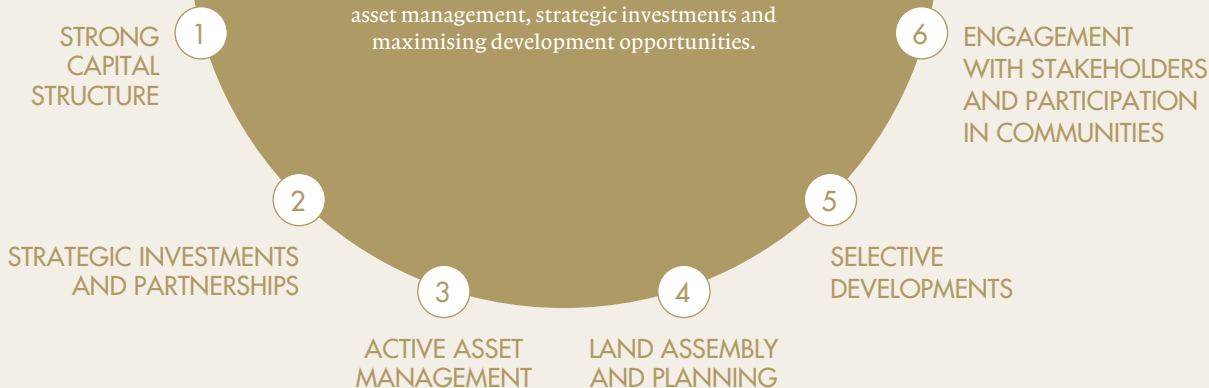 asset management, strategic investments and
maximising development opportunities.
1
STRONG
CAPITAL
STRUCTURE
2
STRATEGIC INVESTMENTS
AND PARTNERSHIPS
3
ACTIVE ASSET
MANAGEMENT
4
LAND ASSEMBLY
AND PLANNING
5
SELECTIVE
DEVELOPMENTS
6
ENGAGEMENT
WITH STAKEHOLDERS
AND PARTICIPATION
IN COMMUNITIES